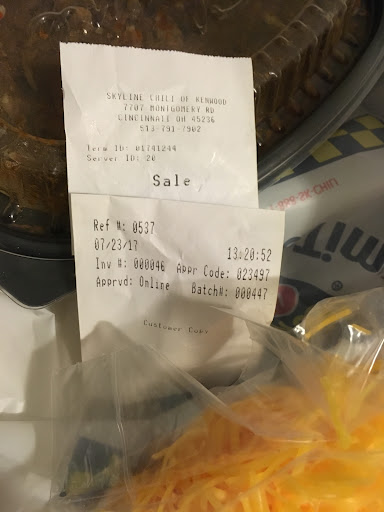 SKYLINE CHILI OF KENWOOD
7707 MONTGOMERY RD
CINCINNATI OH 45236
513-791-7902
Term ID: 01741244
Server ID: 20
Sale
Ref #: 0537
07/23/17 13:20:52
Inv #: 000046 Appr Code: 023497
Apprvd: Online Batch#: 000447
Customer Copy